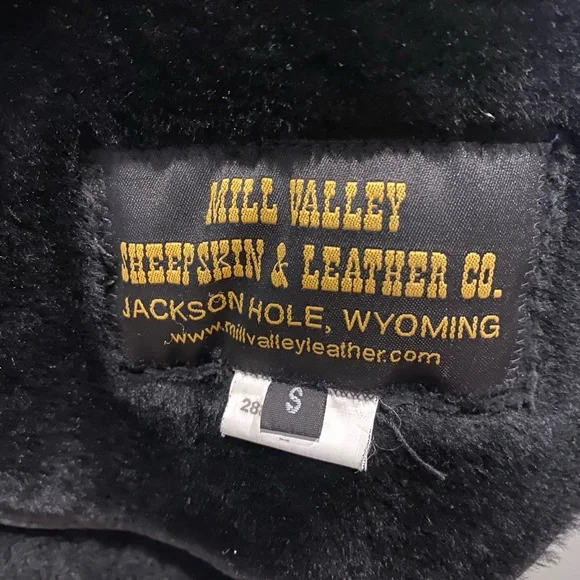 MILL VALLEY
SHEEPSKIN & LEATHER CO.
JACKSON HOLE, WYOMING
www.millvalleyleather.com
S